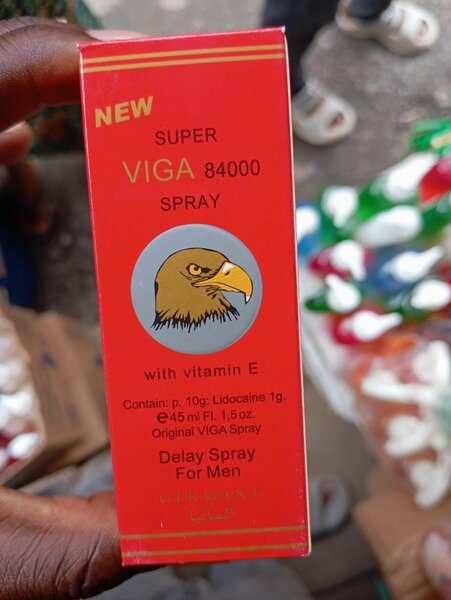 NEW
SUPER
VIGA 84000
SPRAY
with vitamin E
Contain: p. 10g: Lidocaine 1g.
℮ 45 ml Fl. 1,5 oz.
Original VIGA Spray
Delay Spray
For Men
GERMANY
المانيا